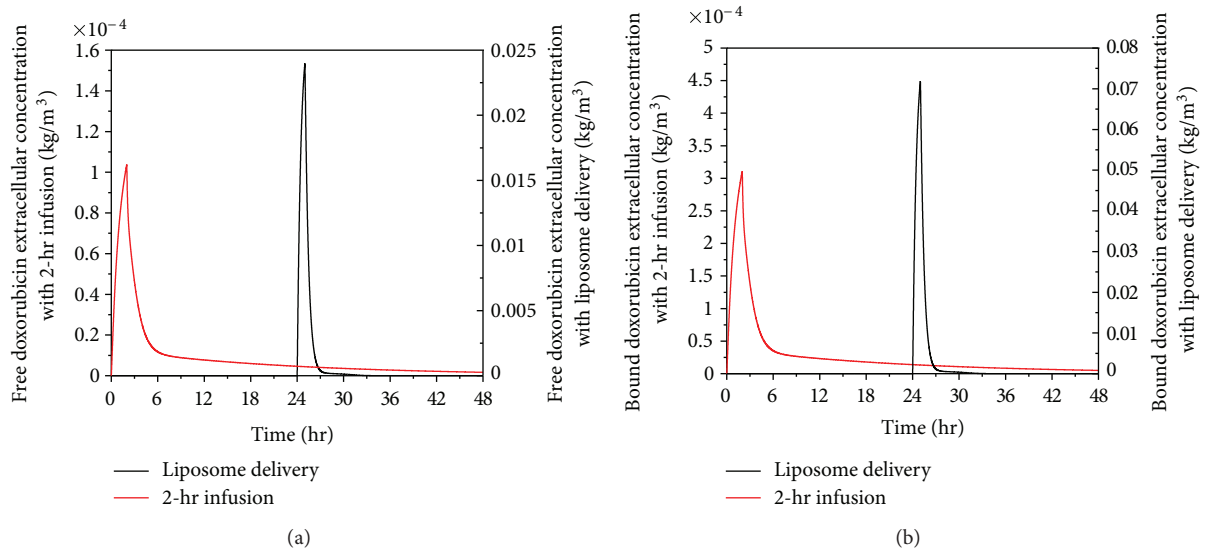 ×10⁻⁴
1.6
1.4
1.2
1
0.8
0.6
0.4
0.2
0
Free doxorubicin extracellular concentration
with 2-hr infusion (kg/m³)
0.025
0.02
0.015
0.01
0.005
0
Free doxorubicin extracellular concentration
with liposome delivery (kg/m³)
0 6 12 18 24 30 36 42 48
Time (hr)
Liposome delivery
2-hr infusion
(a)
×10⁻⁴
5
4.5
4
3.5
3
2.5
2
1.5
1
0.5
0
Bound doxorubicin extracellular concentration
with 2-hr infusion (kg/m³)
0.08
0.07
0.06
0.05
0.04
0.03
0.02
0.01
0
Bound doxorubicin extracellular concentration
with liposome delivery (kg/m³)
0 6 12 18 24 30 36 42 48
Time (hr)
Liposome delivery
2-hr infusion
(b)